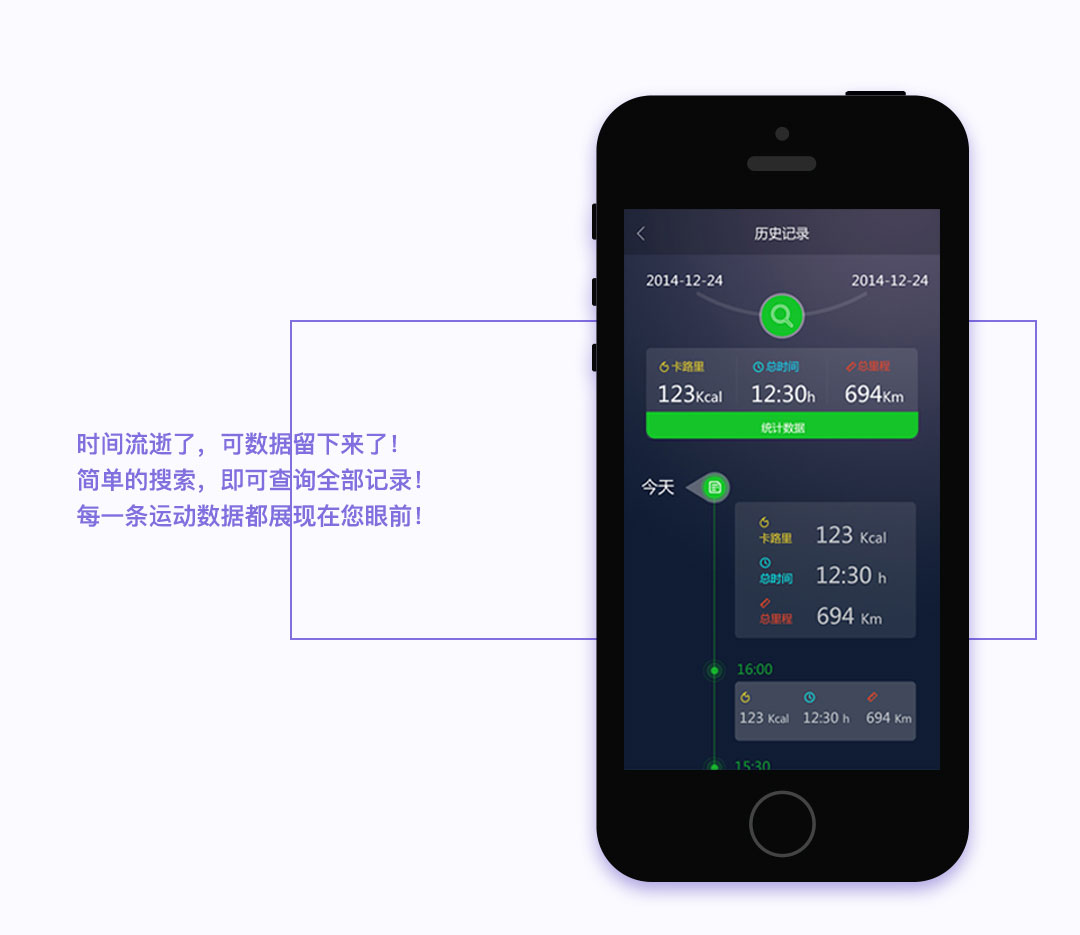 时间流逝了，可数据留下来了！
简单的搜索，即可查询全部记录！
每一条运动数据都展现在您眼前！
历史记录
2014-12-24 2014-12-24
卡路里 总时间 总里程
123Kcal 12:30h 694Km
统计数据
今天
卡路里 123 Kcal
总时间 12:30 h
总里程 694 Km
16:00
123 Kcal 12:30 h 694 Km
15:30